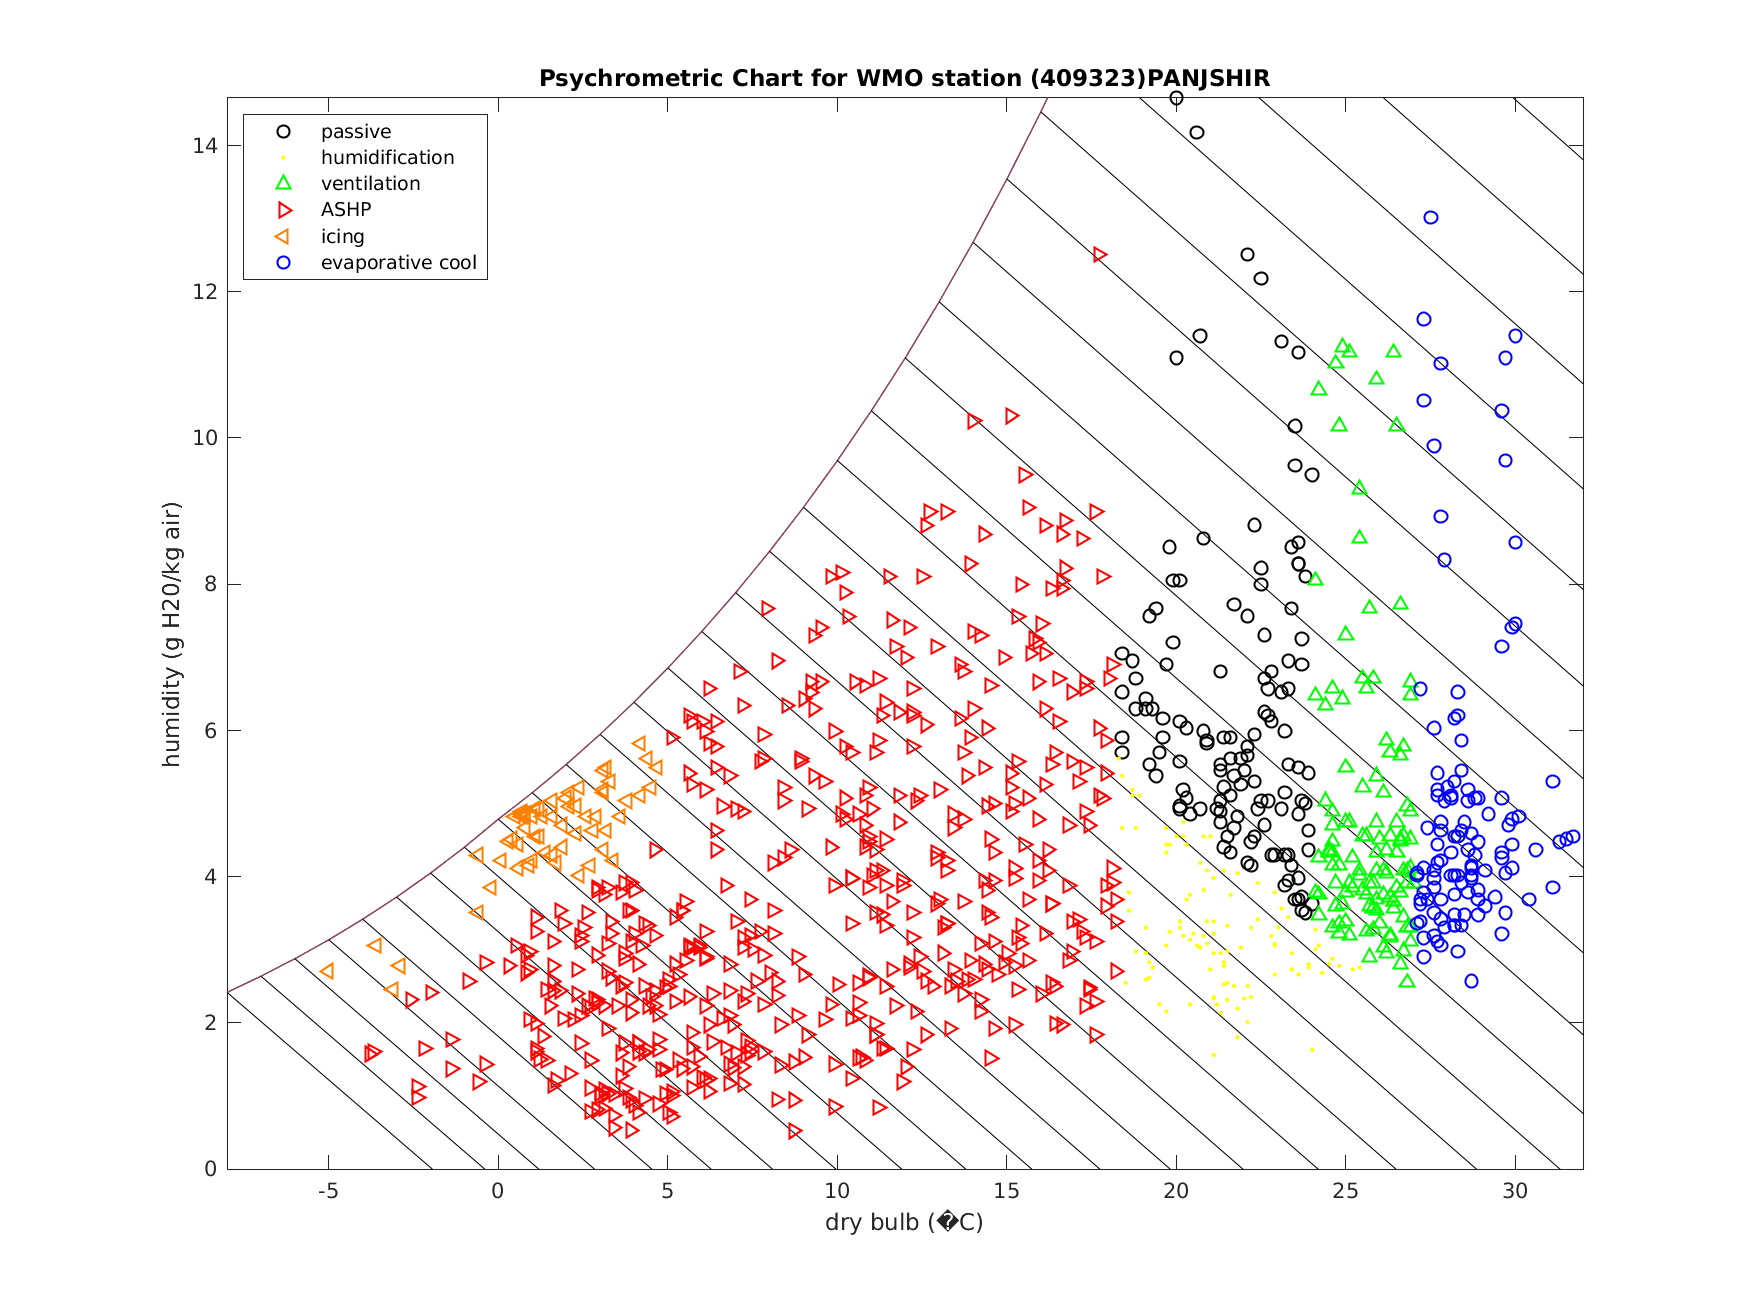 Psychrometric Chart for WMO station (409323)PANJSHIR
passive
humidification
ventilation
ASHP
icing
evaporative cool
14
12
10
8
6
4
2
0
humidity (g H20/kg air)
-5 0 5 10 15 20 25 30
dry bulb (�C)